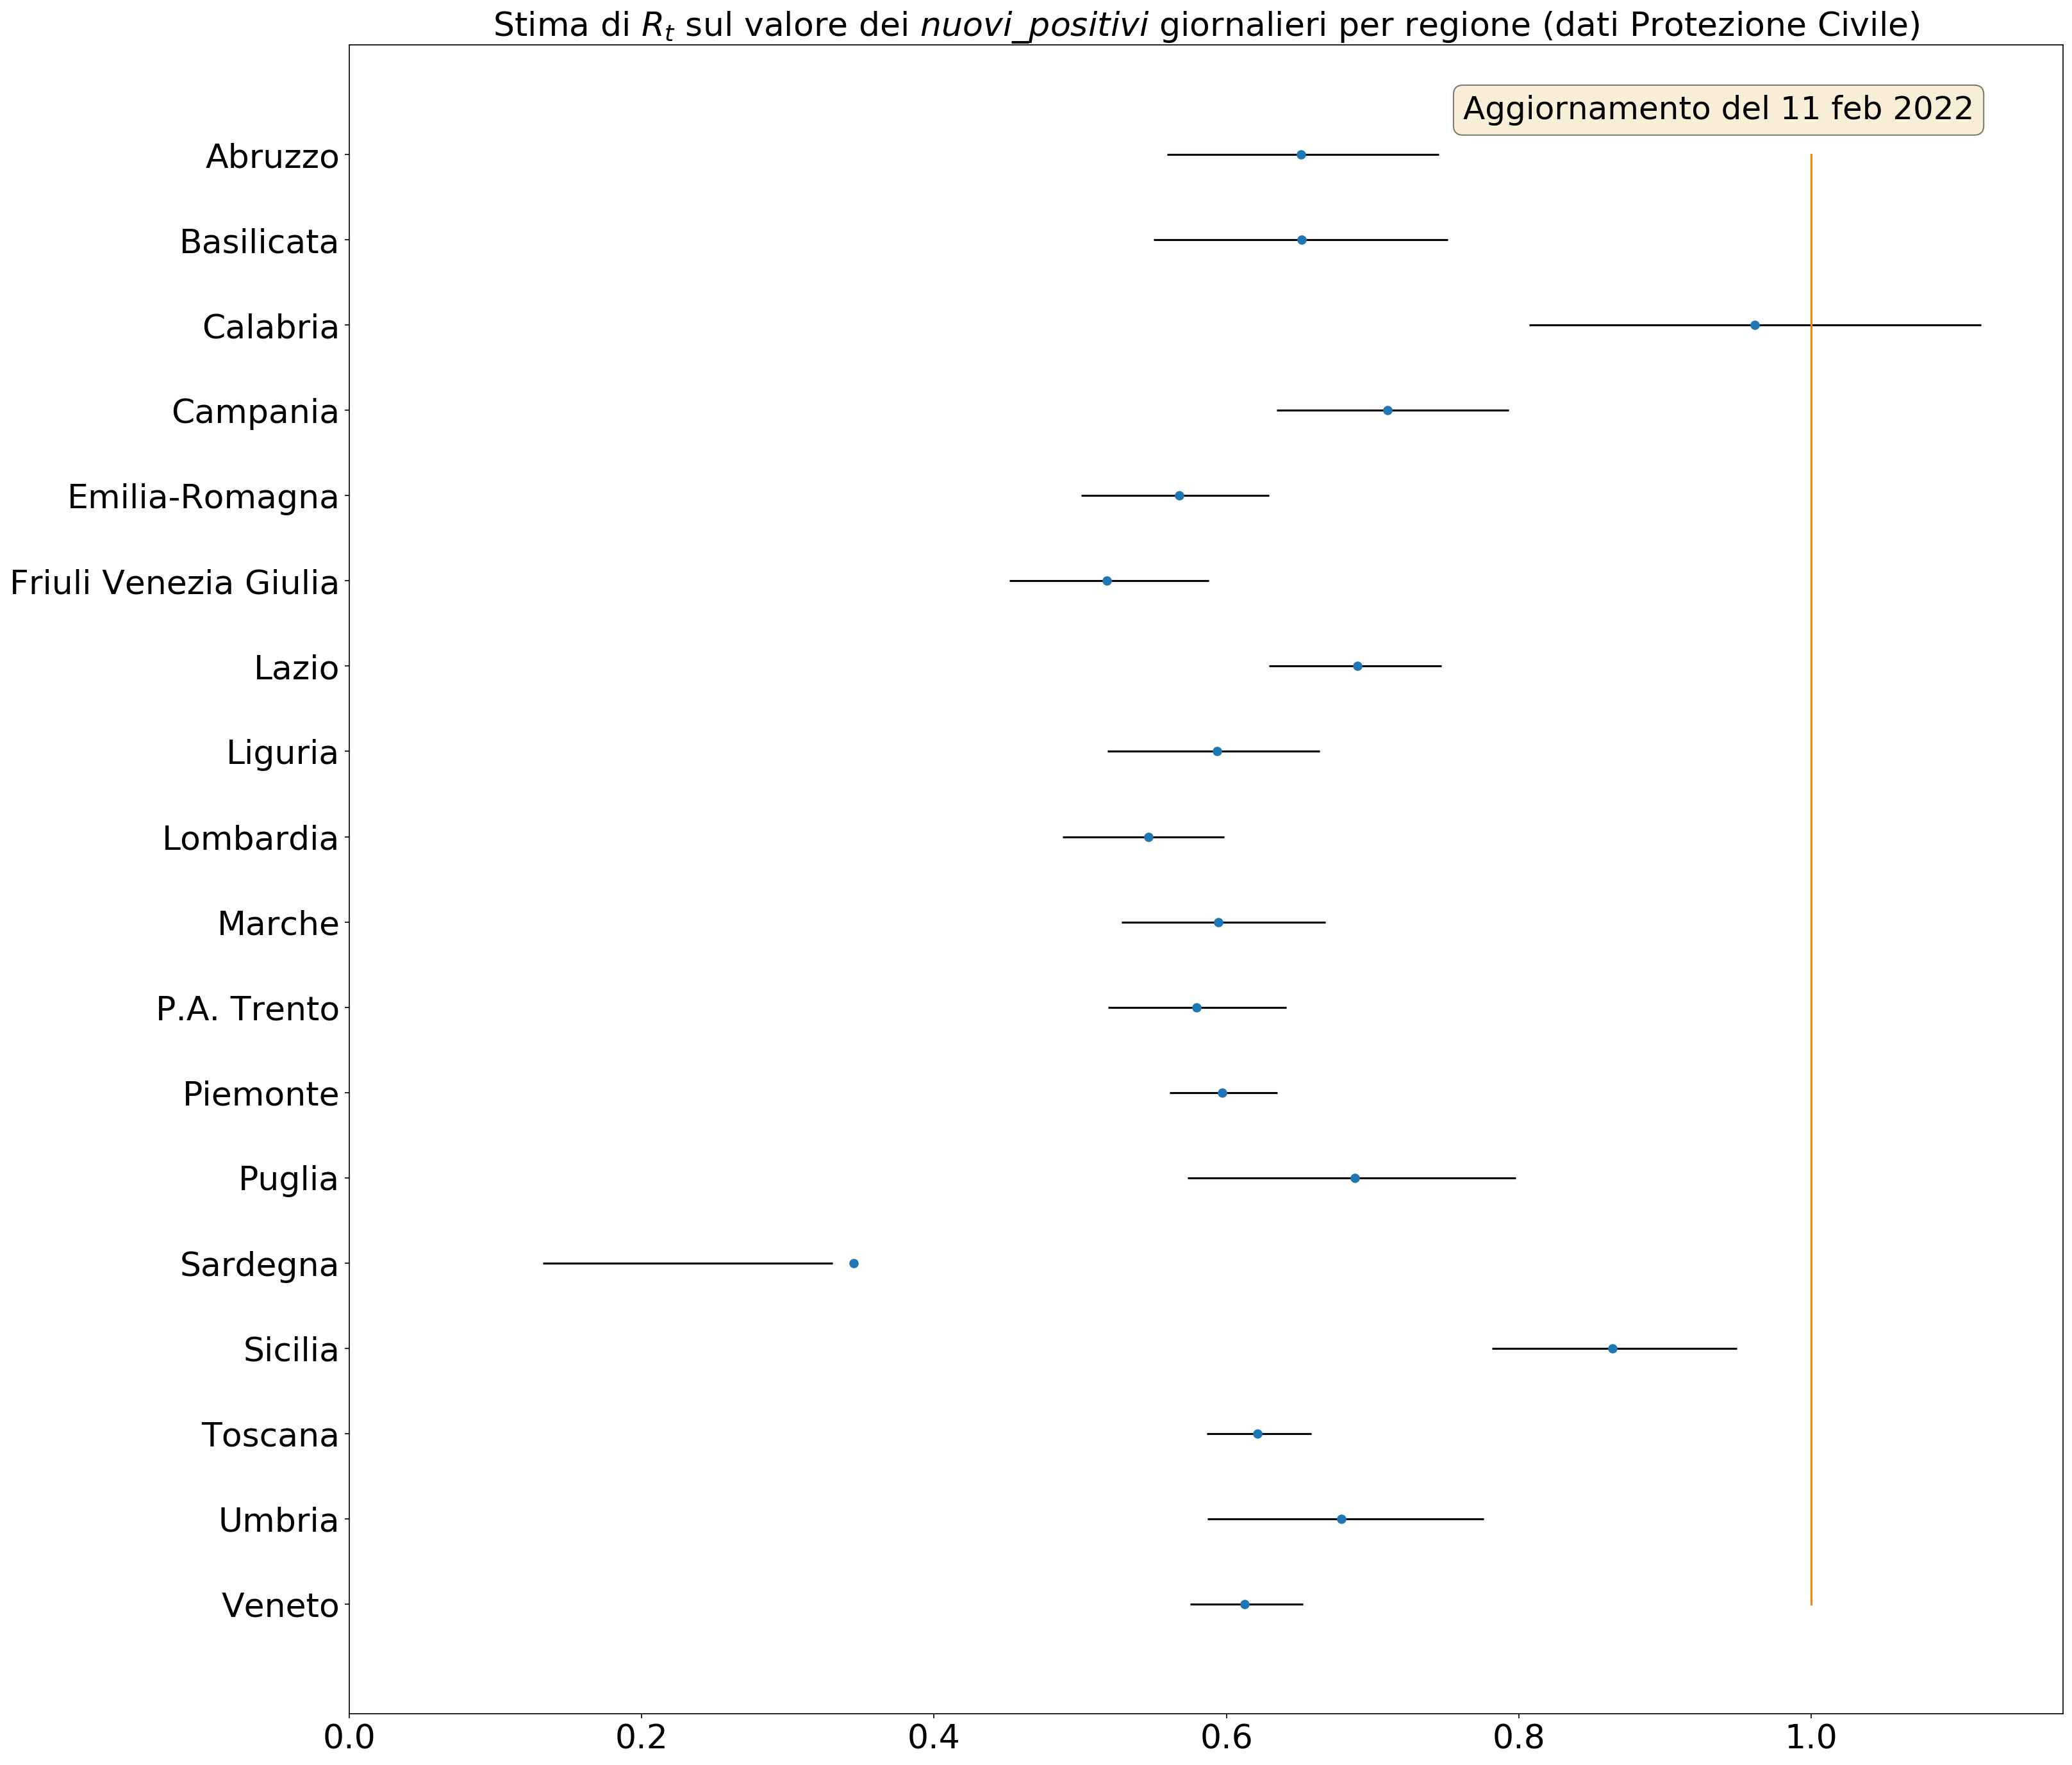 Stima di Rt sul valore dei nuovi_positivi giornalieri per regione (dati Protezione Civile)
Aggiornamento del 11 feb 2022
Abruzzo
Basilicata
Calabria
Campania
Emilia-Romagna
Friuli Venezia Giulia
Lazio
Liguria
Lombardia
Marche
P.A. Trento
Piemonte
Puglia
Sardegna
Sicilia
Toscana
Umbria
Veneto
0.0 0.2 0.4 0.6 0.8 1.0